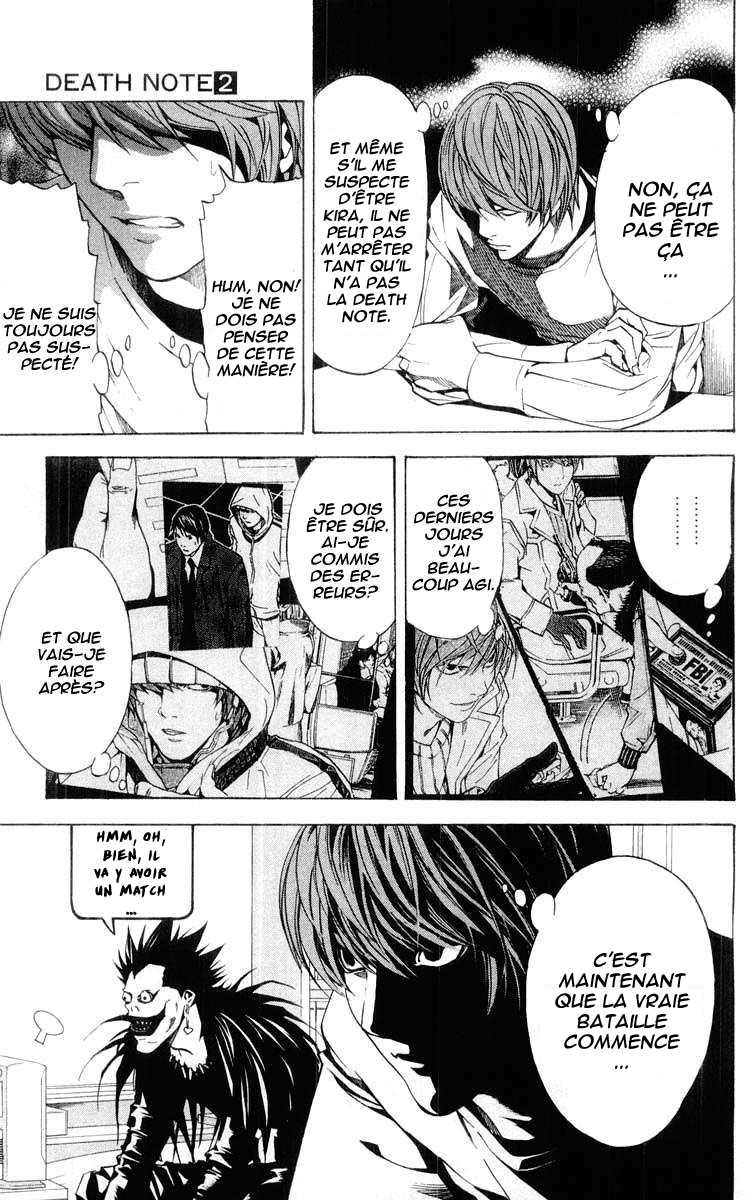 DEATH NOTE 2
NON, ÇA
NE PEUT
PAS ÊTRE
ÇA
...
ET MÊME
S'IL ME
SUSPECTE
D'ÊTRE
KIRA, IL NE
PEUT PAS
M'ARRÊTER
TANT QU'IL
N'A PAS
LA DEATH
NOTE.
HUM, NON!
JE NE
DOIS PAS
PENSER
DE CETTE
MANIÈRE!
JE NE SUIS
TOUJOURS
PAS SUS-
PECTÉ!
.......
.......
FBI
CES
DERNIERS
JOURS
J'AI
BEAU-
COUP AGI.
JE DOIS
ÊTRE SÛR.
AI-JE
COMMIS
DES ER-
REURS?
ET QUE
VAIS-JE
FAIRE
APRÈS?
C'EST
MAINTENANT
QUE LA VRAIE
BATAILLE
COMMENCE
...
HMM, OH,
BIEN, IL
VA Y AVOIR
UN MATCH
...